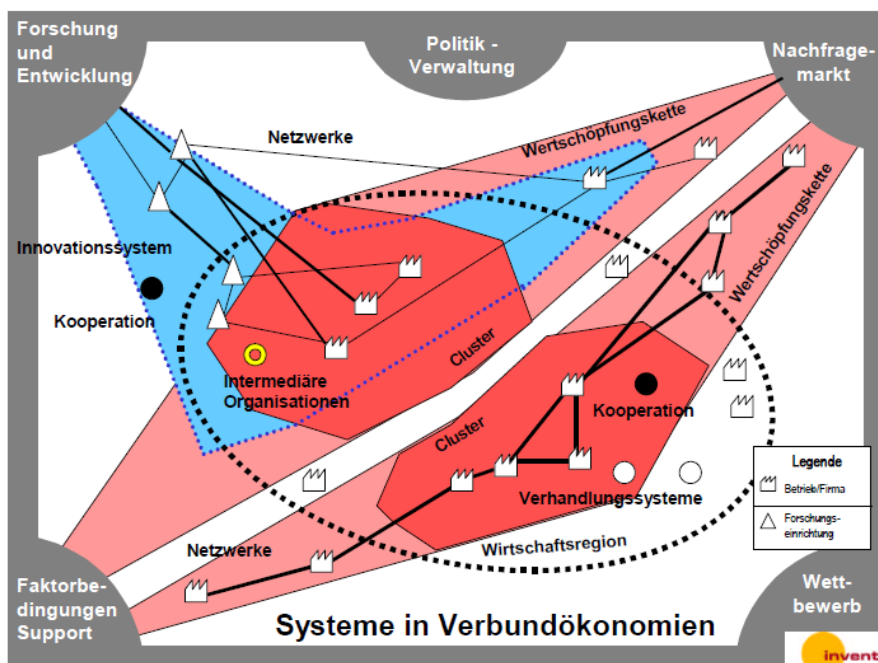 Forschung
und
Entwicklung
Politik -
Verwaltung
Nachfrage-
markt
Netzwerke
Wertschöpfungskette
Wertschöpfungskette
Innovationssystem
Kooperation
Cluster
Intermediäre
Organisationen
Kooperation
Cluster
Verhandlungssysteme
Legende
Betrieb/Firma
Forschungs-
einrichtung
Wirtschaftsregion
Netzwerke
Faktorbe-
dingungen
Support
Wett-
bewerb
Systeme in Verbundökonomien
invent